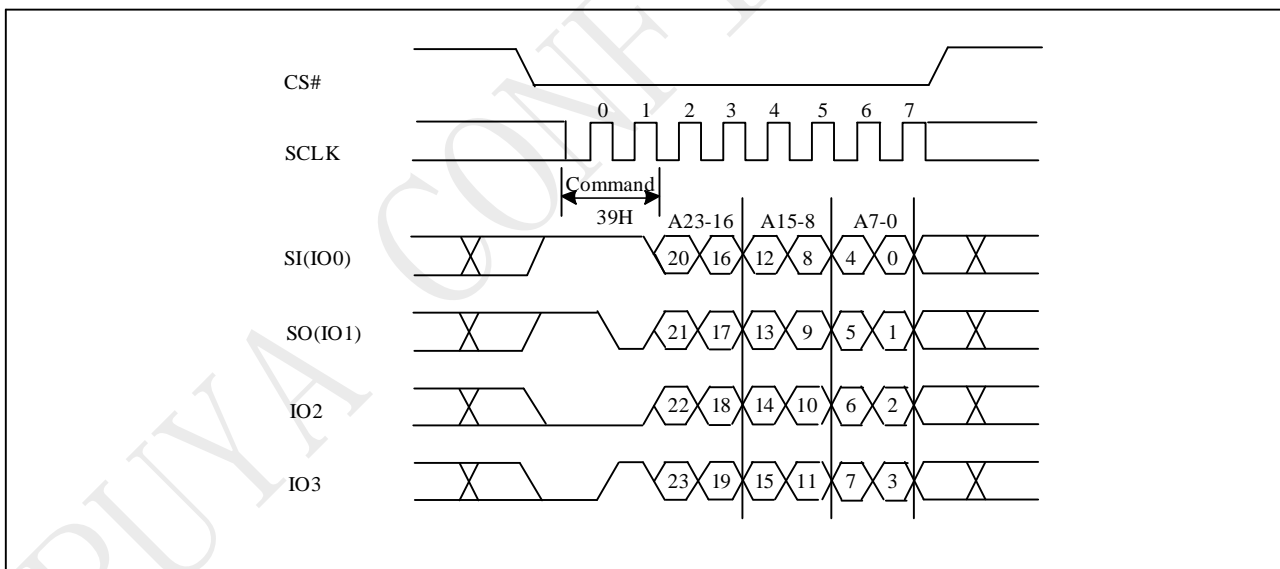 PUYA CONF
CS#
0 1 2 3 4 5 6 7
SCLK
Command
39H
A23-16 A15-8 A7-0
SI(IO0) 20 16 12 8 4 0
SO(IO1) 21 17 13 9 5 1
IO2 22 18 14 10 6 2
IO3 23 19 15 11 7 3